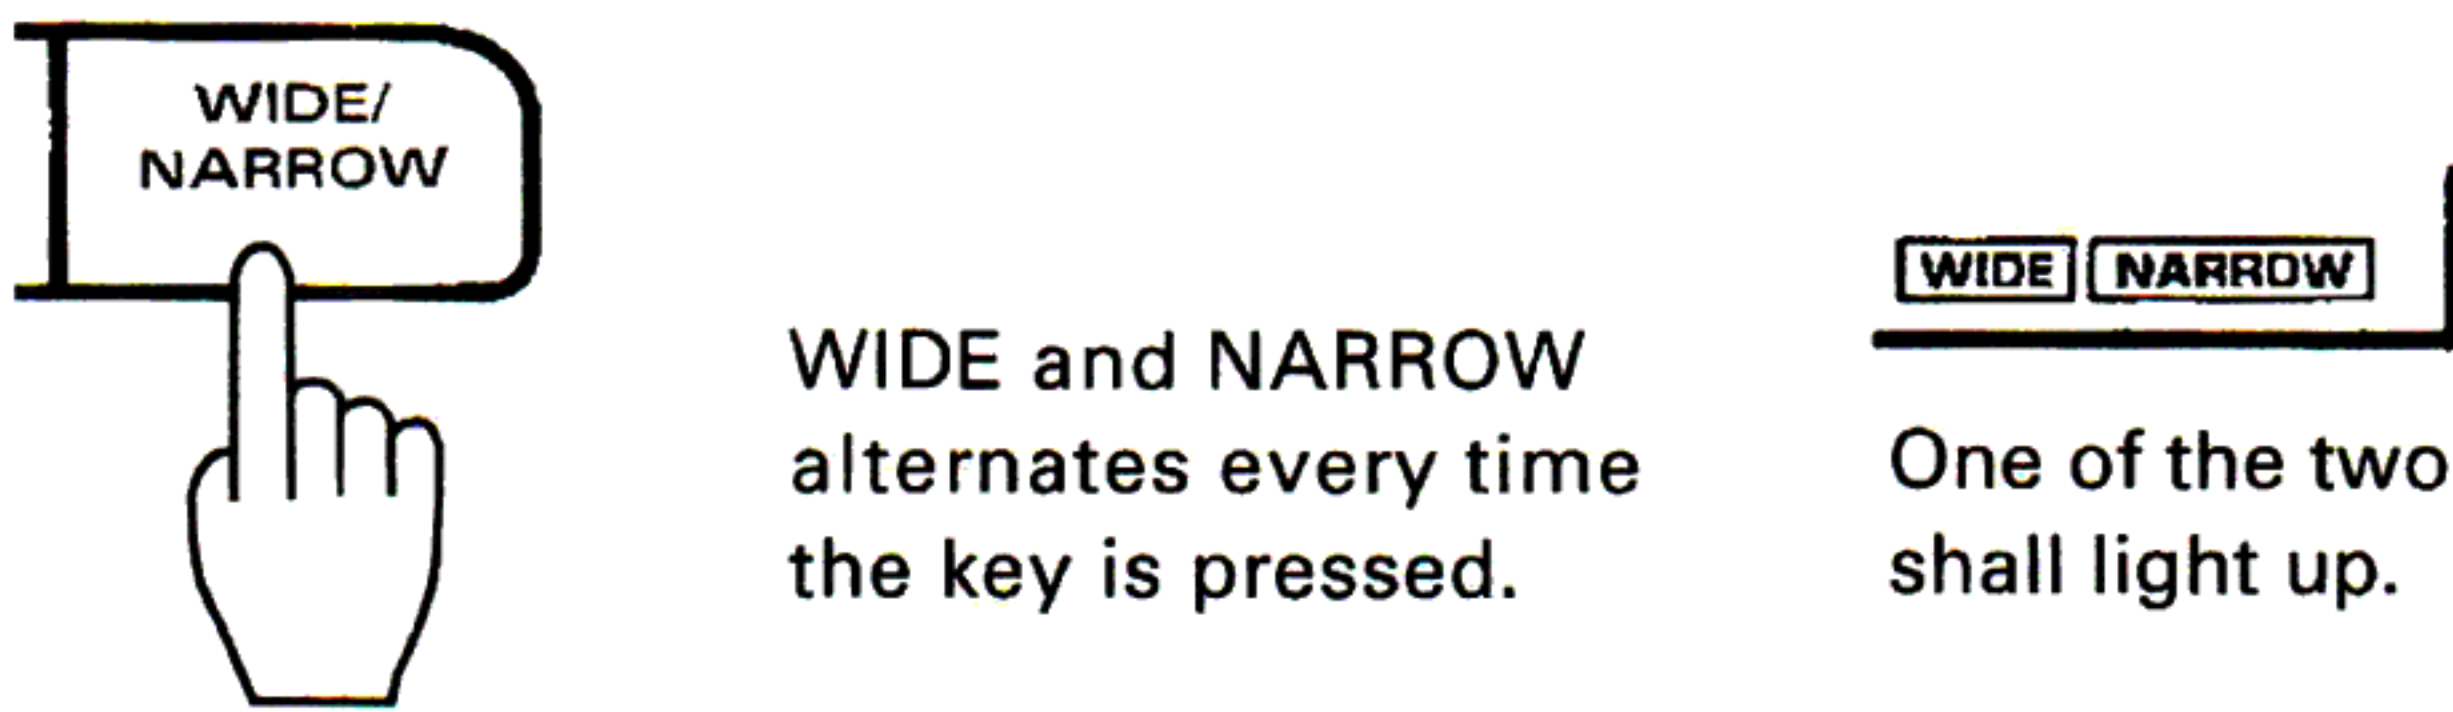 WIDE/
NARROW
WIDE and NARROW
alternates every time
the key is pressed.
WIDE NARROW
One of the two
shall light up.